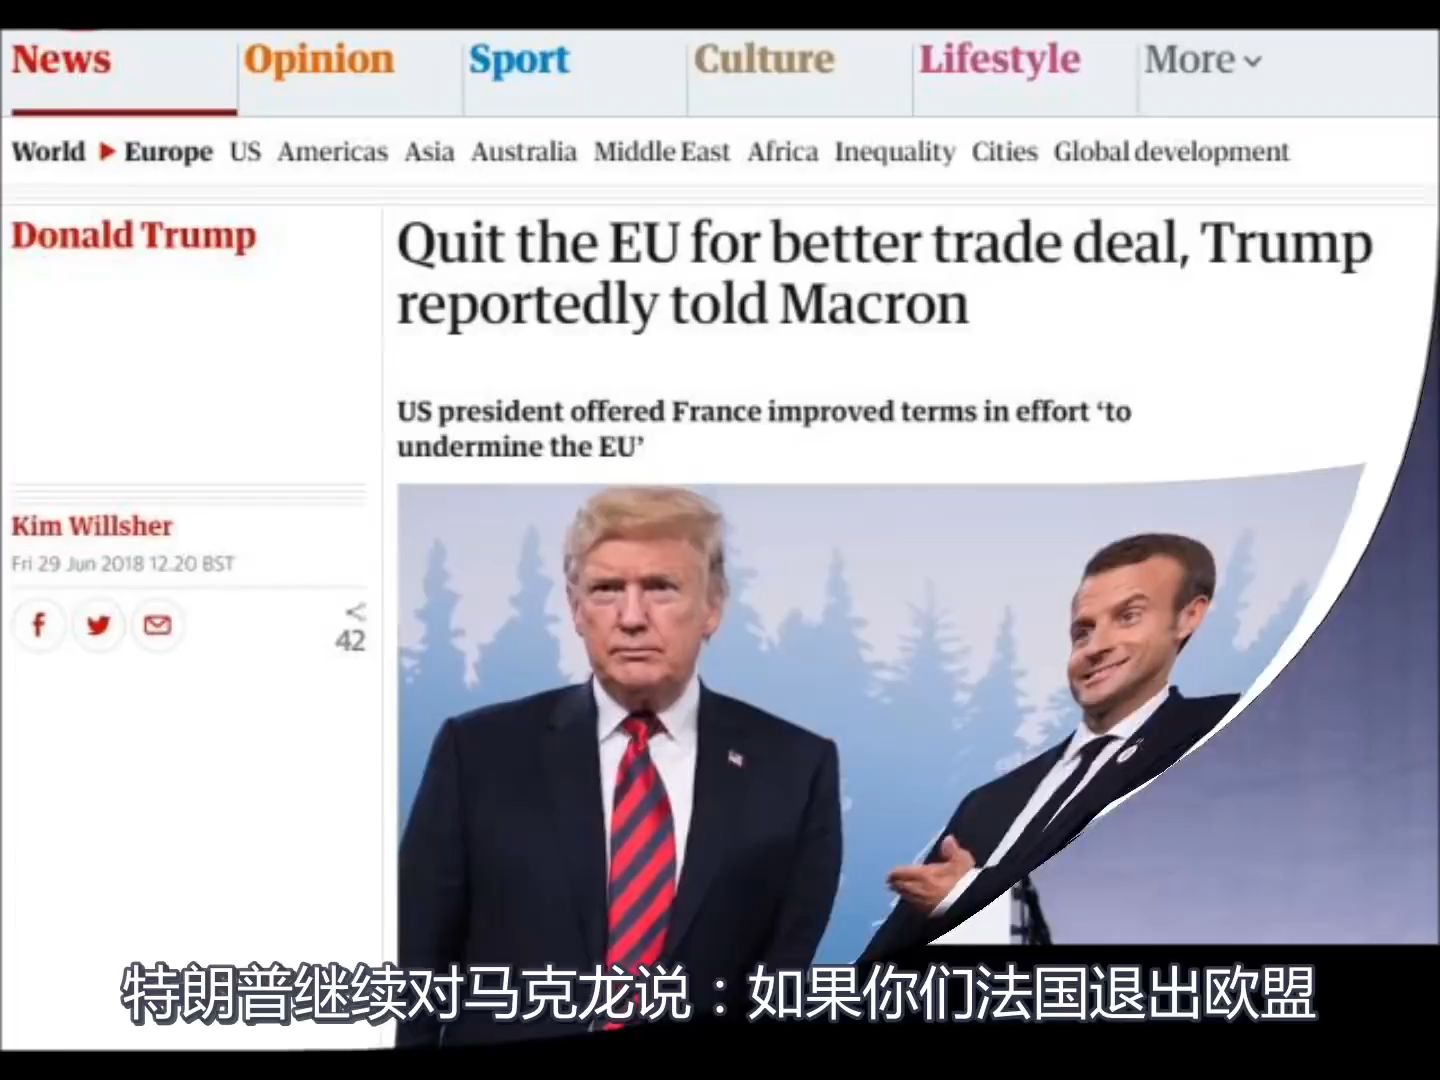 News Opinion Sport Culture Lifestyle More
World Europe US Americas Asia Australia Middle East Africa Inequality Cities Global development
Donald Trump
Quit the EU for better trade deal, Trump
reportedly told Macron
US president offered France improved terms in effort ‘to
undermine the EU’
Kim Willsher
Fri 29 Jun 2018 12.20 BST
42
特朗普继续对马克龙说：如果你们法国退出欧盟